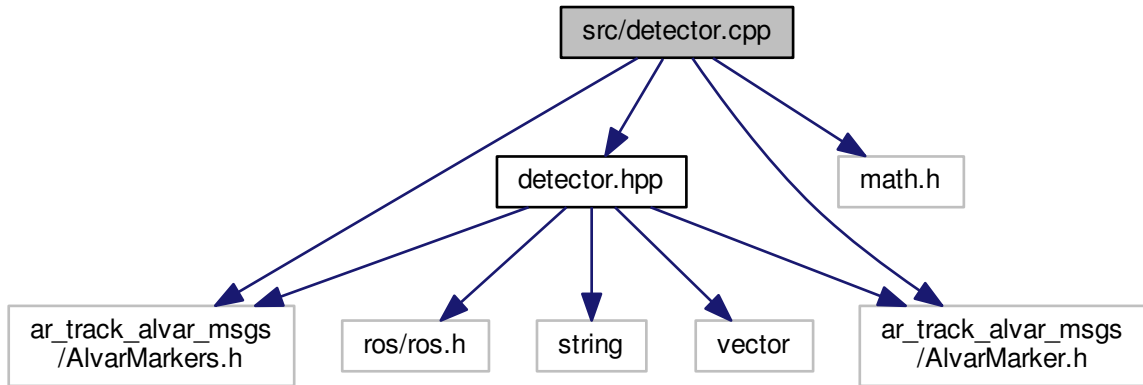 src/detector.cpp
detector.hpp
math.h
ar_track_alvar_msgs
/AlvarMarkers.h
ros/ros.h
string
vector
ar_track_alvar_msgs
/AlvarMarker.h